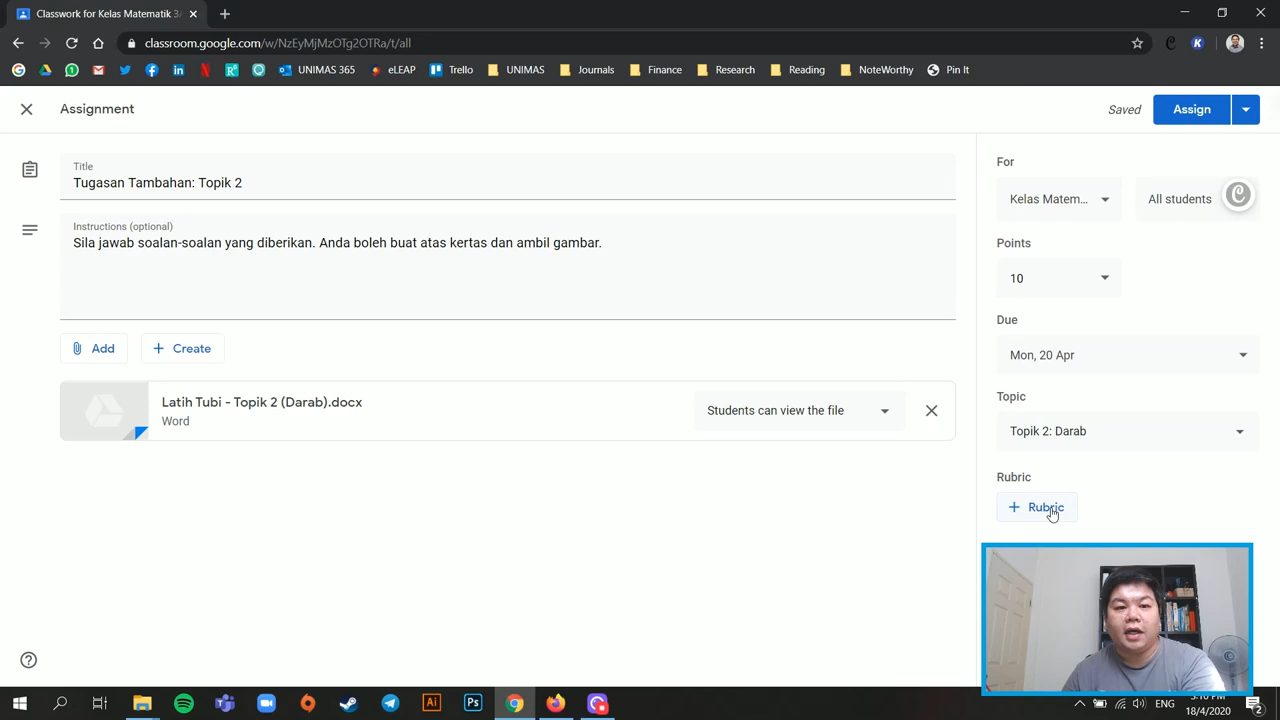 Classwork for Kelas Matematik 3
classroom.google.com/w/NzEyMjMzOTg2OTRa/t/all
UNIMAS 365
eLEAP
Trello
UNIMAS
Journals
Finance
Research
Reading
NoteWorthy
Pin It
Assignment
Saved
Assign
Title
Tugasan Tambahan: Topik 2
Instructions (optional)
Sila jawab soalan-soalan yang diberikan. Anda boleh buat atas kertas dan ambil gambar.
Add
Create
Latih Tubi - Topik 2 (Darab).docx
Word
Students can view the file
For
Kelas Matem...
All students
Points
10
Due
Mon, 20 Apr
Topic
Topik 2: Darab
Rubric
Rubric
ENG
18/4/2020
2